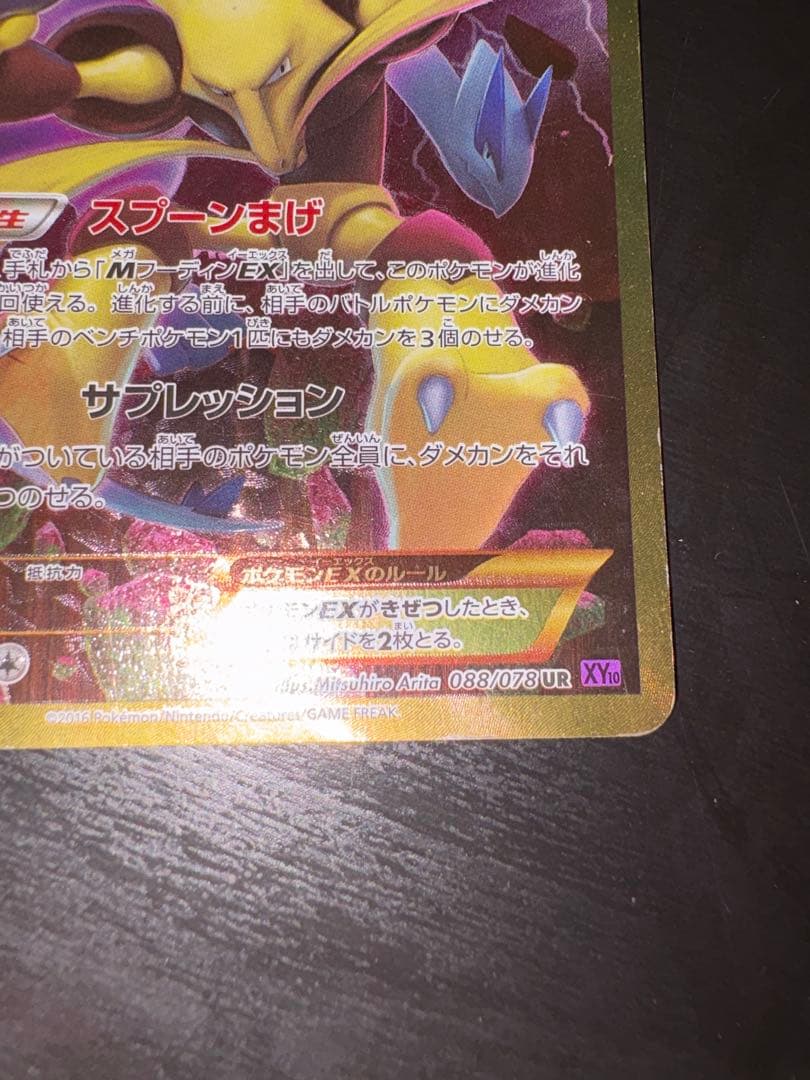 生 スプーンまげ
手札から「MフーディンEX」を出して、このポケモンが進化
回使える。進化する前に、相手のバトルポケモンにダメカン
相手のベンチポケモン1匹にもダメカンを3個のせる。
サプレッション
がついている相手のポケモン全員に、ダメカンをそれ
つのせる。
抵抗力
ポケモンEXのルール
ポケモンEXがきぜつしたとき、
サイドを2枚とる。
Mitsuhiro Arita 088/078 UR XY10
©2016 Pokémon/Nintendo/Creatures/GAME FREAK.